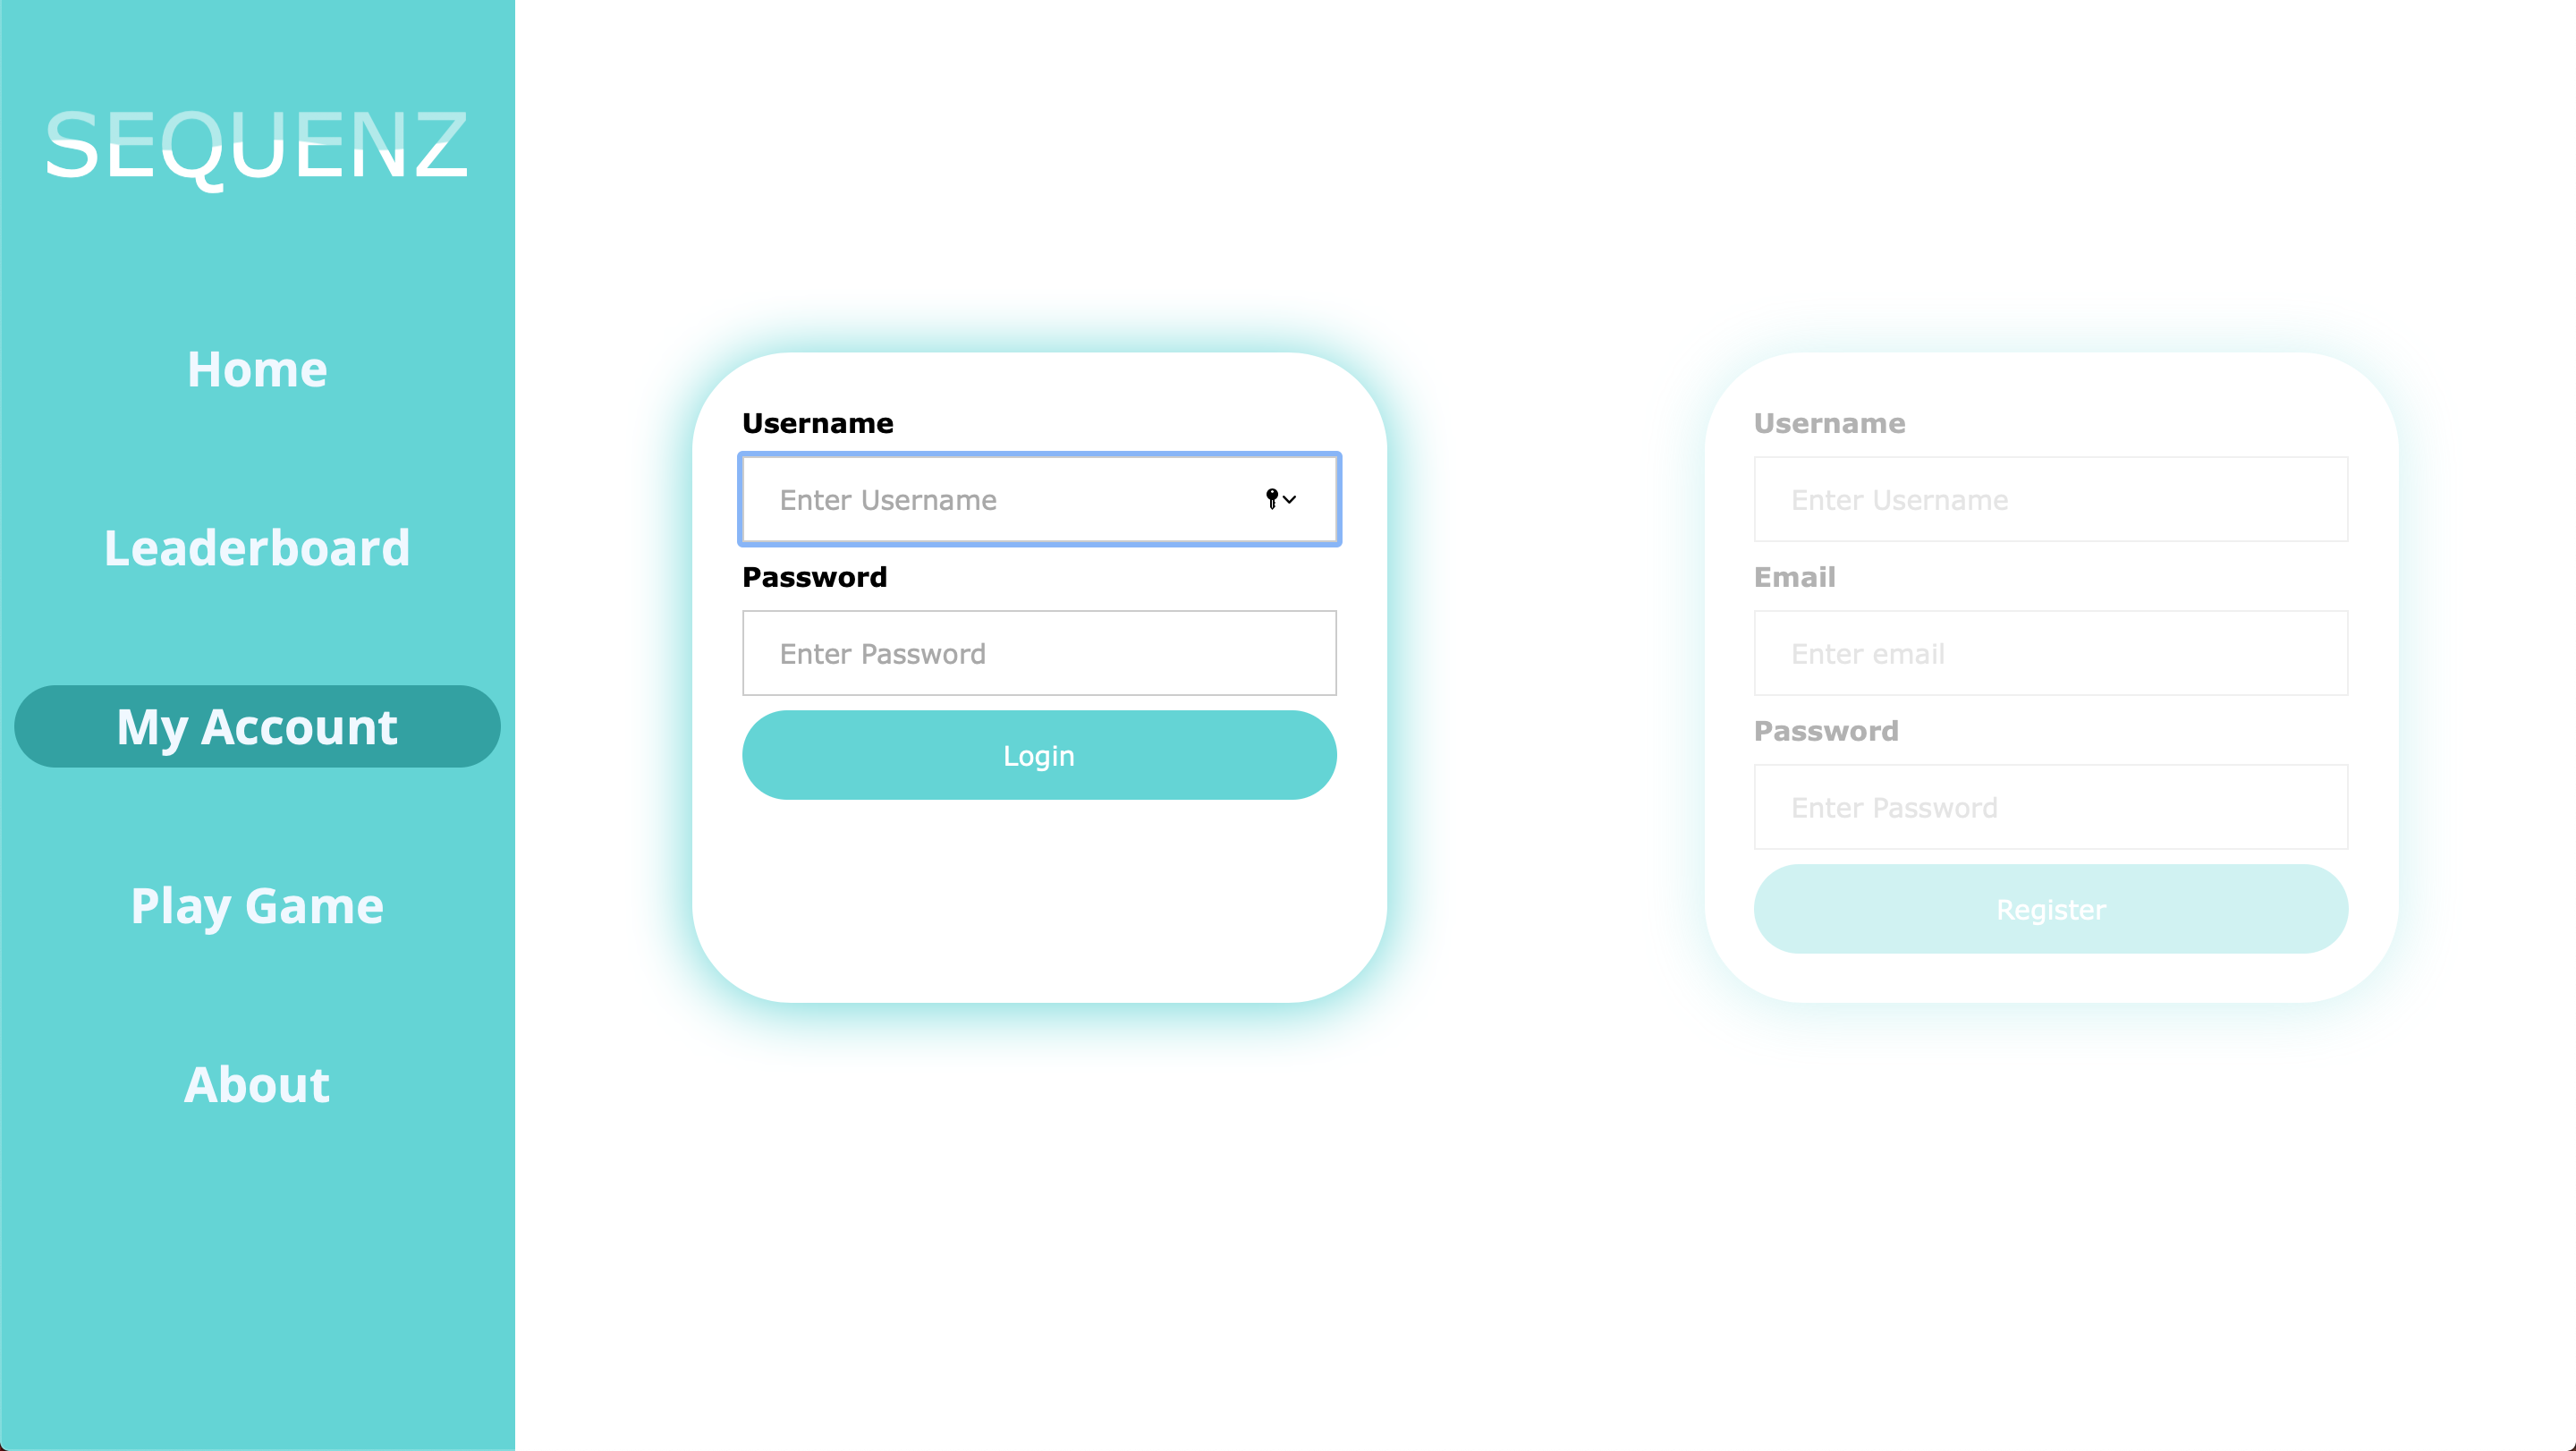 SEQUENZ
Home
Leaderboard
My Account
Play Game
About
Username
Enter Username
Password
Enter Password
Login
Username
Enter Username
Email
Enter email
Password
Enter Password
Register